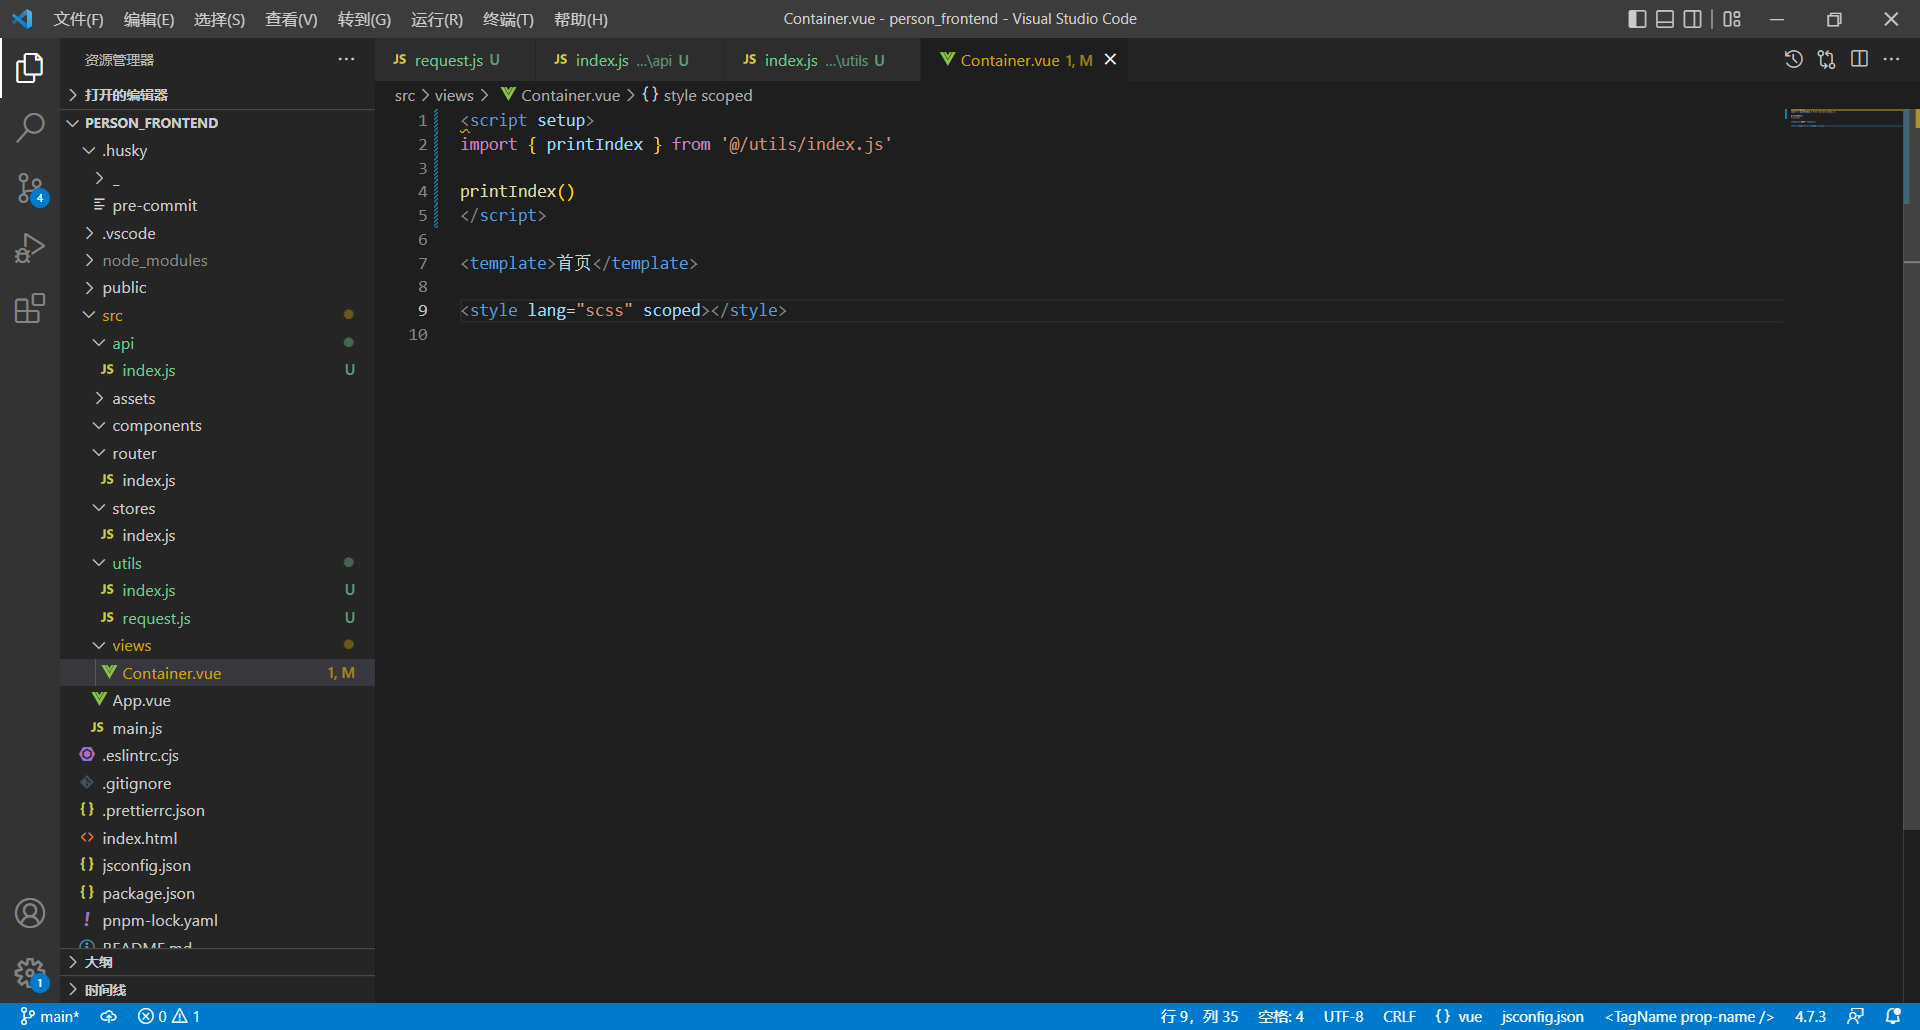 文件(F) 编辑(E) 选择(S) 查看(V) 转到(G) 运行(R) 终端(T) 帮助(H) Container.vue - person_frontend - Visual Studio Code
资源管理器
打开的编辑器
PERSON_FRONTEND
.husky
_
pre-commit
.vscode
node_modules
public
src
api
JS index.js U
assets
components
router
JS index.js
stores
JS index.js
utils
JS index.js U
JS request.js U
views
Container.vue 1, M
App.vue
JS main.js
.eslintrc.cjs
.gitignore
{} .prettierrc.json
<> index.html
{} jsconfig.json
{} package.json
! pnpm-lock.yaml
README.md
大纲
时间线
4
1
JS request.js U JS index.js ...\api U JS index.js ...\utils U Container.vue 1, M
src > views > Container.vue > {} style scoped
1 <script setup>
2 import { printIndex } from '@/utils/index.js'
3
4 printIndex()
5 </script>
6
7 <template>首页</template>
8
9 <style lang="scss" scoped></style>
10
main* 0 1 行 9，列 35 空格: 4 UTF-8 CRLF {} vue jsconfig.json <TagName prop-name /> 4.7.3